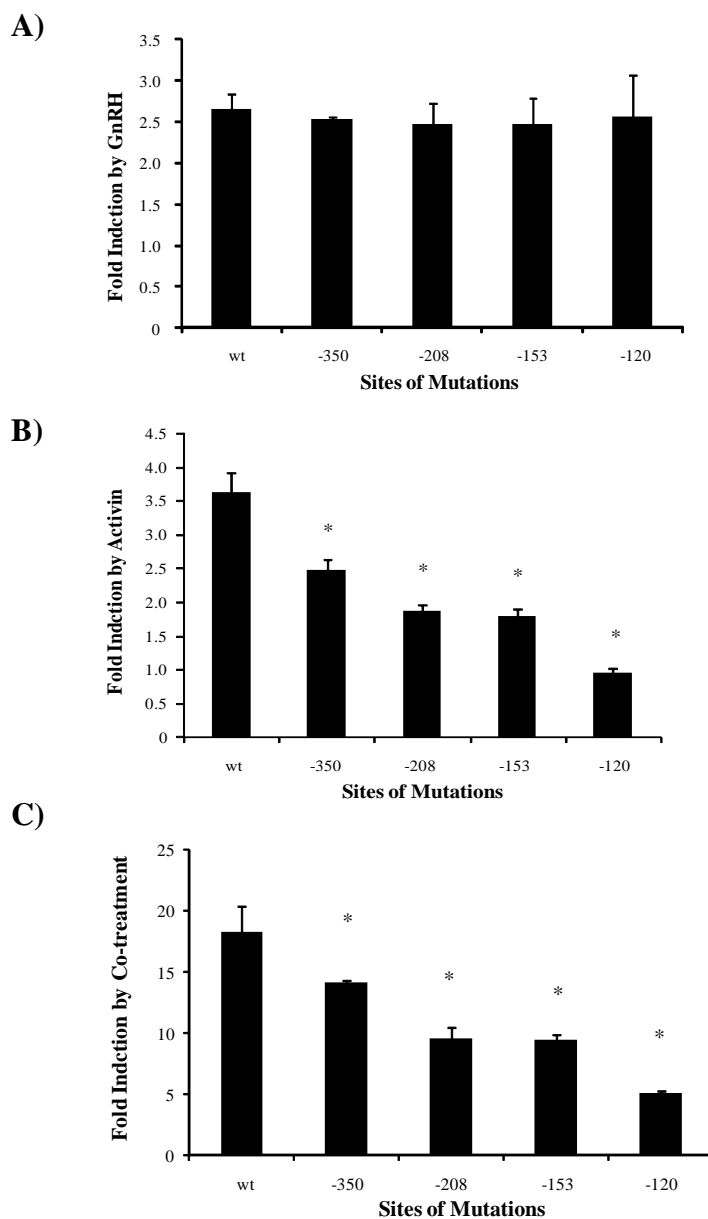 A)
3.5
3.0
2.5
2.0
1.5
1.0
0.5
0
Fold Indction by GnRH
wt -350 -208 -153 -120
Sites of Mutations
B)
4.5
4.0
3.5
3.0
2.5
2.0
1.5
1.0
0.5
0
Fold Indction by Activin
* * * *
wt -350 -208 -153 -120
Sites of Mutations
C)
25
20
15
10
5
0
Fold Indction by Co-treatment
* * * *
wt -350 -208 -153 -120
Sites of Mutations